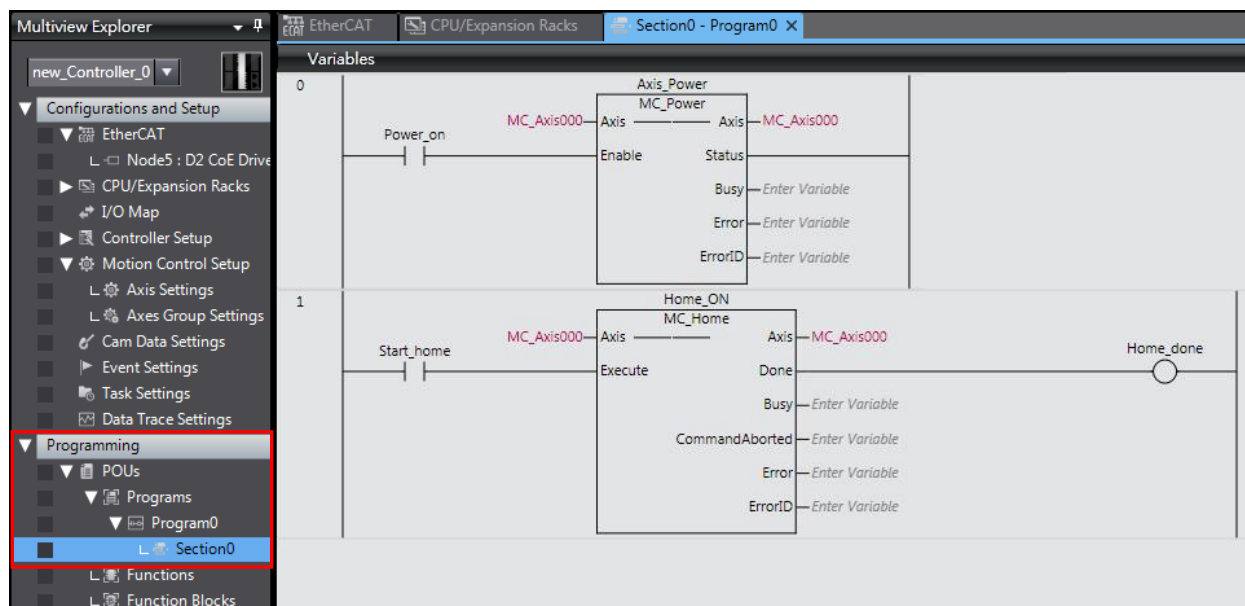 Multiview Explorer
EtherCAT
CPU/Expansion Racks
Section0 - Program0
new_Controller_0
Configurations and Setup
EtherCAT
Node5 : D2 CoE Drive
CPU/Expansion Racks
I/O Map
Controller Setup
Motion Control Setup
Axis Settings
Axes Group Settings
Cam Data Settings
Event Settings
Task Settings
Data Trace Settings
Programming
POUs
Programs
Program0
Section0
Functions
Function Blocks
Variables
0
Axis_Power
MC_Power
MC_Axis000 Axis Axis MC_Axis000
Power_on
Enable Status
Busy Enter Variable
Error Enter Variable
ErrorID Enter Variable
1
Home_ON
MC_Home
MC_Axis000 Axis Axis MC_Axis000
Start_home Home_done
Execute Done
Busy Enter Variable
CommandAborted Enter Variable
Error Enter Variable
ErrorID Enter Variable